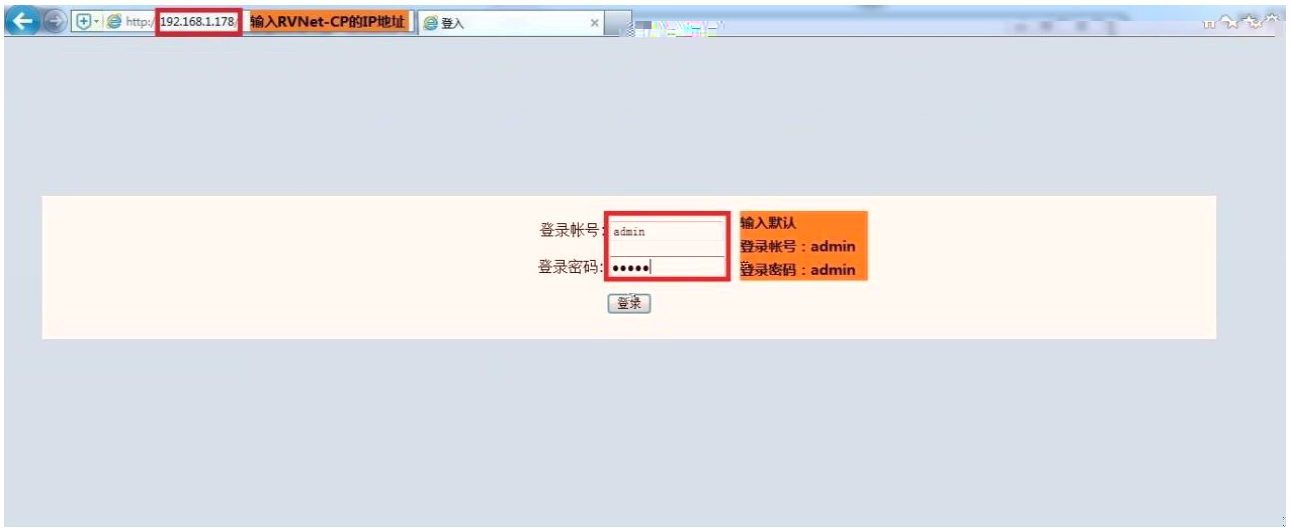 http:/ 192.168.1.178/ 输入RVNet-CP的IP地址 登入 ×
登录帐号: admin
登录密码: •••••
登录
输入默认
登录帐号：admin
登录密码：admin